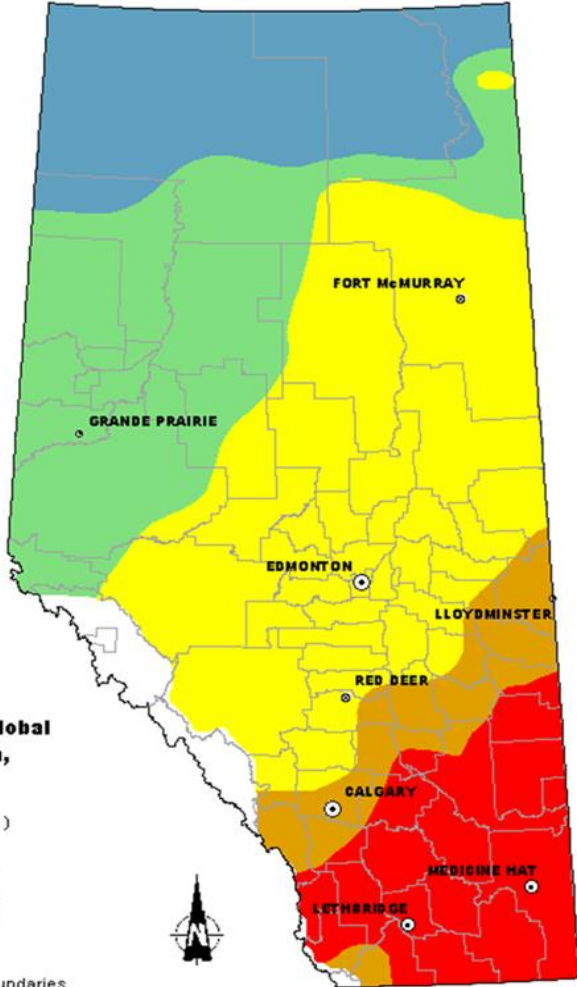 FORT McMURRAY
GRANDE PRAIRIE
EDMONTON
LLOYDMINSTER
RED DEER
lobal
,
CALGARY
)
MEDICINE HAT
LETHBRIDGE
undaries